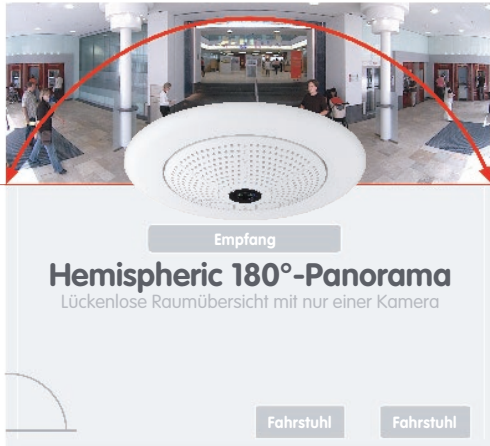 Empfang
Hemispheric 180°-Panorama
Lückenlose Raumübersicht mit nur einer Kamera
Fahrstuhl Fahrstuhl